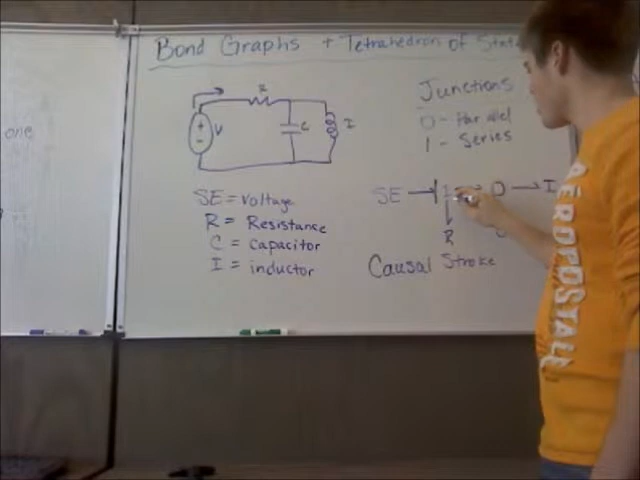 one
Bond Graphs + Tetrahedron of State
R
V
C
I
SE = voltage
R = Resistance
C = capacitor
I = inductor
Junctions
0 - Parallel
1 - Series
SE 1 0 I
R
Causal Stroke
AÉROPOSTALE